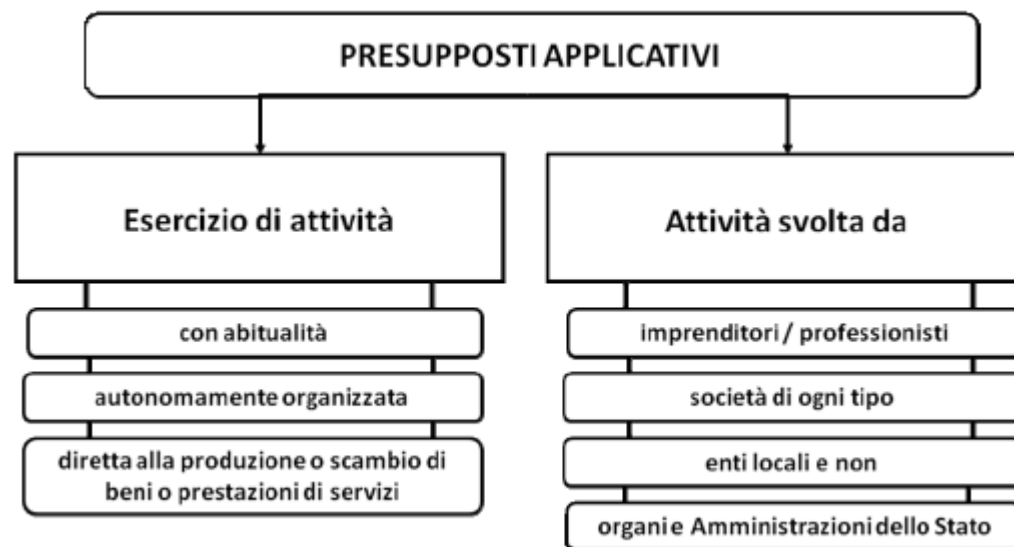 PRESUPPOSTI APPLICATIVI
Esercizio di attività
con abitualità
autonomamente organizzata
diretta alla produzione o scambio di
beni o prestazioni di servizi
Attività svolta da
imprenditori / professionisti
società di ogni tipo
enti locali e non
organi e Amministrazioni dello Stato